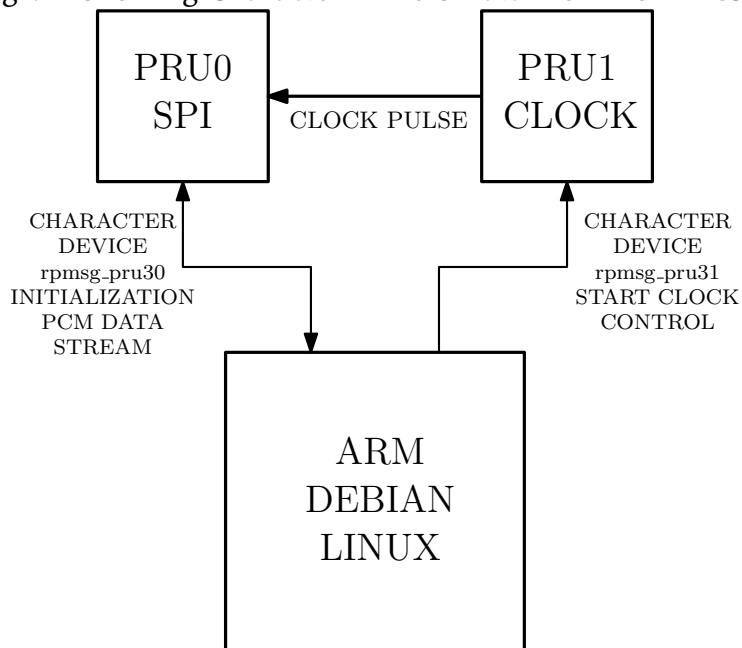 PRU0
SPI
PRU1
CLOCK
CLOCK PULSE
CHARACTER
DEVICE
rpmsg_pru30
INITIALIZATION
PCM DATA
STREAM
CHARACTER
DEVICE
rpmsg_pru31
START CLOCK
CONTROL
ARM
DEBIAN
LINUX